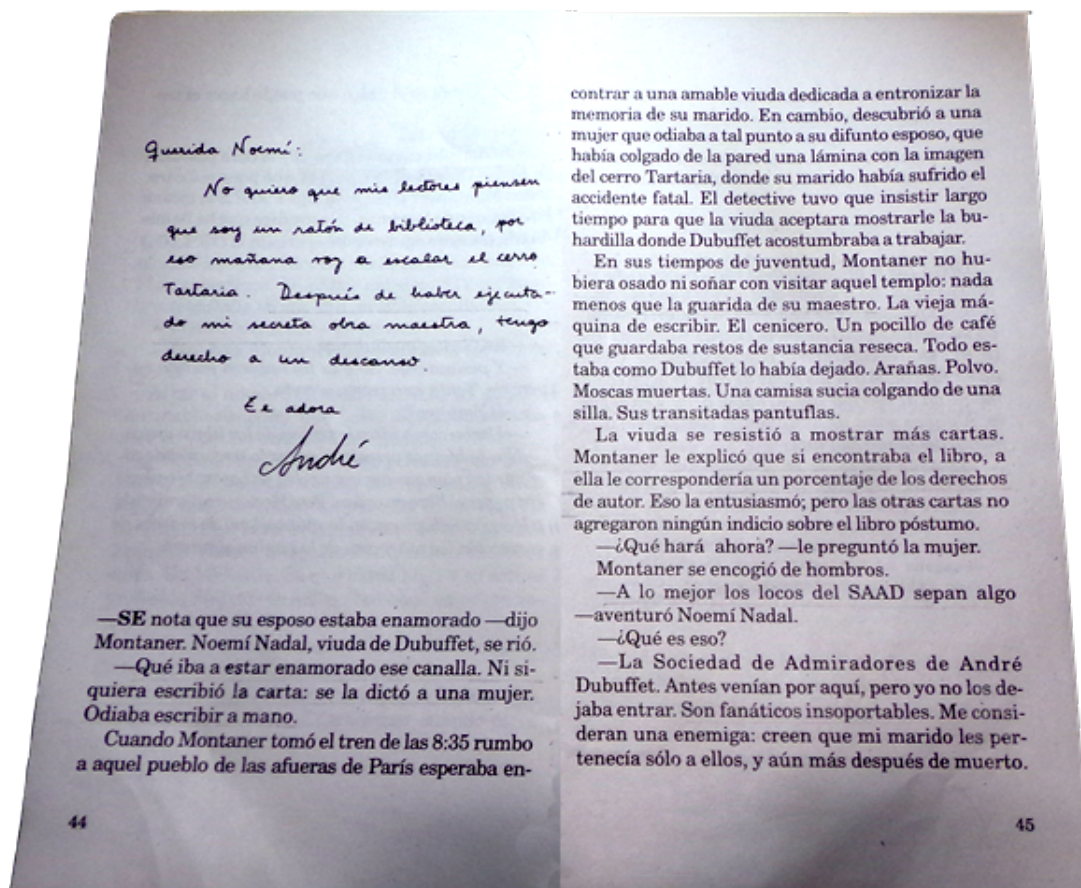 Querida Noemí:
No quiero que mis lectores piensen
que soy un ratón de biblioteca, por
eso mañana voy a escalar el cerro
Tartaria. Después de haber ejecuta-
do mi secreta obra maestra, tengo
derecho a un descanso
Te adora
André
—SE nota que su esposo estaba enamorado —dijo
Montaner. Noemí Nadal, viuda de Dubuffet, se rió.
—Qué iba a estar enamorado ese canalla. Ni si-
quiera escribió la carta: se la dictó a una mujer.
Odiaba escribir a mano.
Cuando Montaner tomó el tren de las 8:35 rumbo
a aquel pueblo de las afueras de París esperaba en-
44
contrar a una amable viuda dedicada a entronizar la
memoria de su marido. En cambio, descubrió a una
mujer que odiaba a tal punto a su difunto esposo, que
había colgado de la pared una lámina con la imagen
del cerro Tartaria, donde su marido había sufrido el
accidente fatal. El detective tuvo que insistir largo
tiempo para que la viuda aceptara mostrarle la bu-
hardilla donde Dubuffet acostumbraba a trabajar.
En sus tiempos de juventud, Montaner no hu-
biera osado ni soñar con visitar aquel templo: nada
menos que la guarida de su maestro. La vieja má-
quina de escribir. El cenicero. Un pocillo de café
que guardaba restos de sustancia reseca. Todo es-
taba como Dubuffet lo había dejado. Arañas. Polvo.
Moscas muertas. Una camisa sucia colgando de una
silla. Sus transitadas pantuflas.
La viuda se resistió a mostrar más cartas.
Montaner le explicó que si encontraba el libro, a
ella le correspondería un porcentaje de los derechos
de autor. Eso la entusiasmó; pero las otras cartas no
agregaron ningún indicio sobre el libro póstumo.
—¿Qué hará ahora? —le preguntó la mujer.
Montaner se encogió de hombros.
—A lo mejor los locos del SAAD sepan algo
—aventuró Noemí Nadal.
—¿Qué es eso?
—La Sociedad de Admiradores de André
Dubuffet. Antes venían por aquí, pero yo no los de-
jaba entrar. Son fanáticos insoportables. Me consi-
deran una enemiga: creen que mi marido les per-
tenecía sólo a ellos, y aún más después de muerto.
45